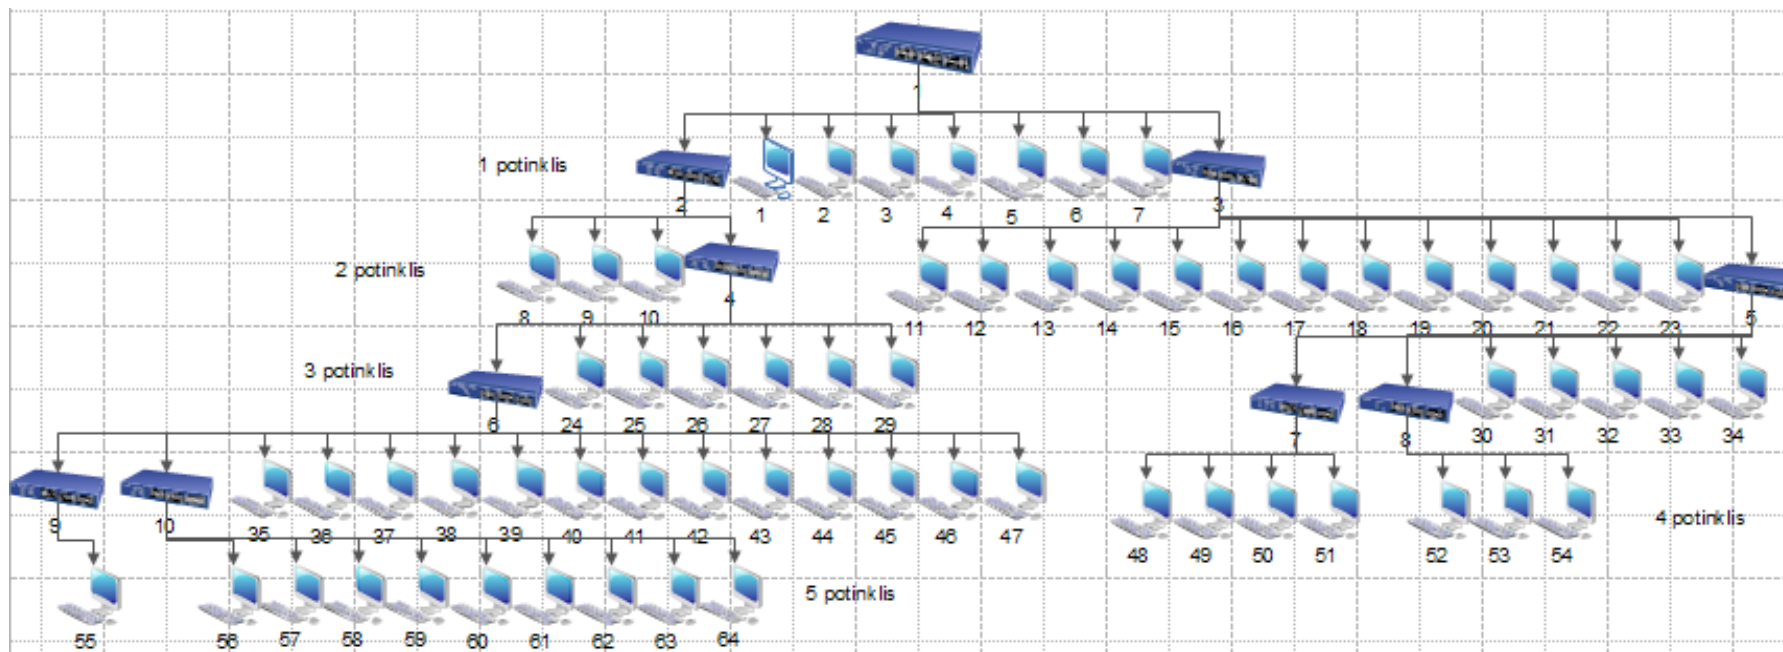 1
1 potinklis
2 1 2 3 4 5 6 7 3
2 potinklis
8 9 10 4 11 12 13 14 15 16 17 18 19 20 21 22 23 5
3 potinklis
6 24 25 26 27 28 29 7 8 30 31 32 33 34
9 10 35 36 37 38 39 40 41 42 43 44 45 46 47
4 potinklis
48 49 50 51 52 53 54
5 potinklis
55 56 57 58 59 60 61 62 63 64